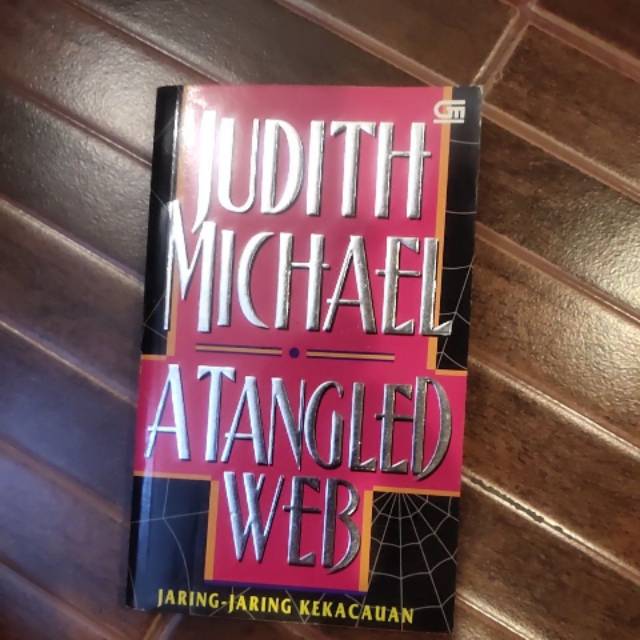 JUDITH
MICHAEL
A TANGLED
WEB
JARING-JARING KEKACAUAN